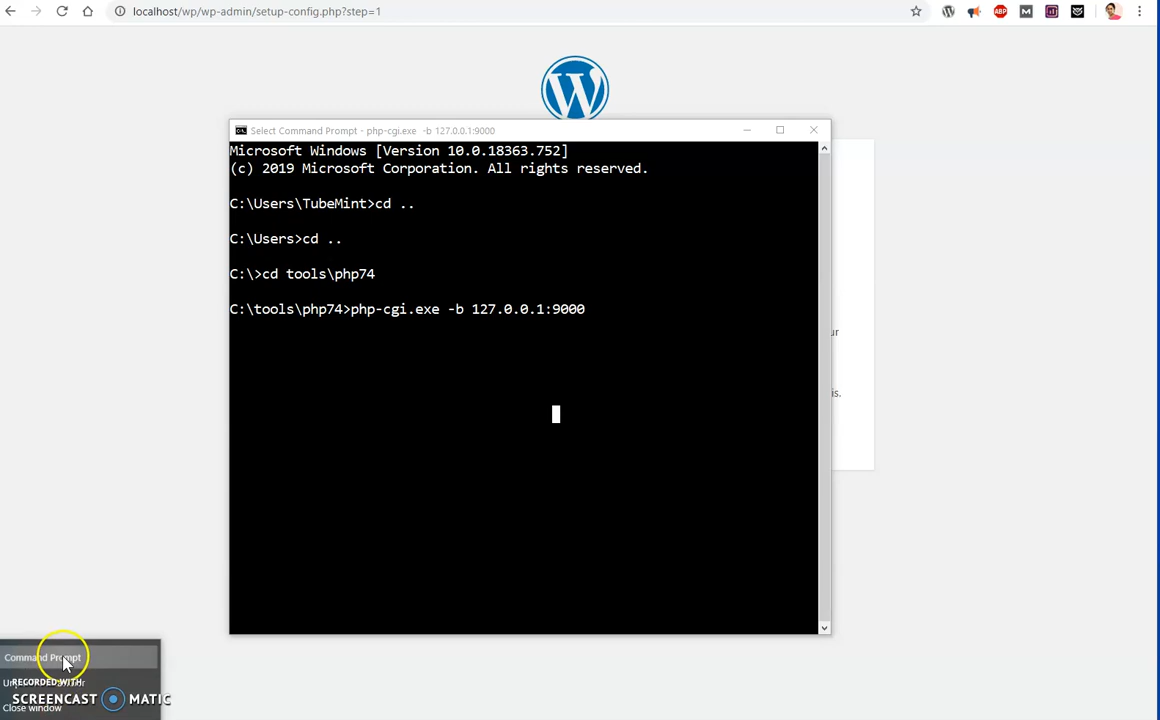 localhost/wp/wp-admin/setup-config.php?step=1
ABP
M
W
Select Command Prompt - php-cgi.exe -b 127.0.0.1:9000
Microsoft Windows [Version 10.0.18363.752]
(c) 2019 Microsoft Corporation. All rights reserved.
C:\Users\TubeMint>cd ..
C:\Users>cd ..
C:\>cd tools\php74
C:\tools\php74>php-cgi.exe -b 127.0.0.1:9000
ur
is.
Command Prompt
RECORDED WITH
SCREENCAST MATIC
Close window